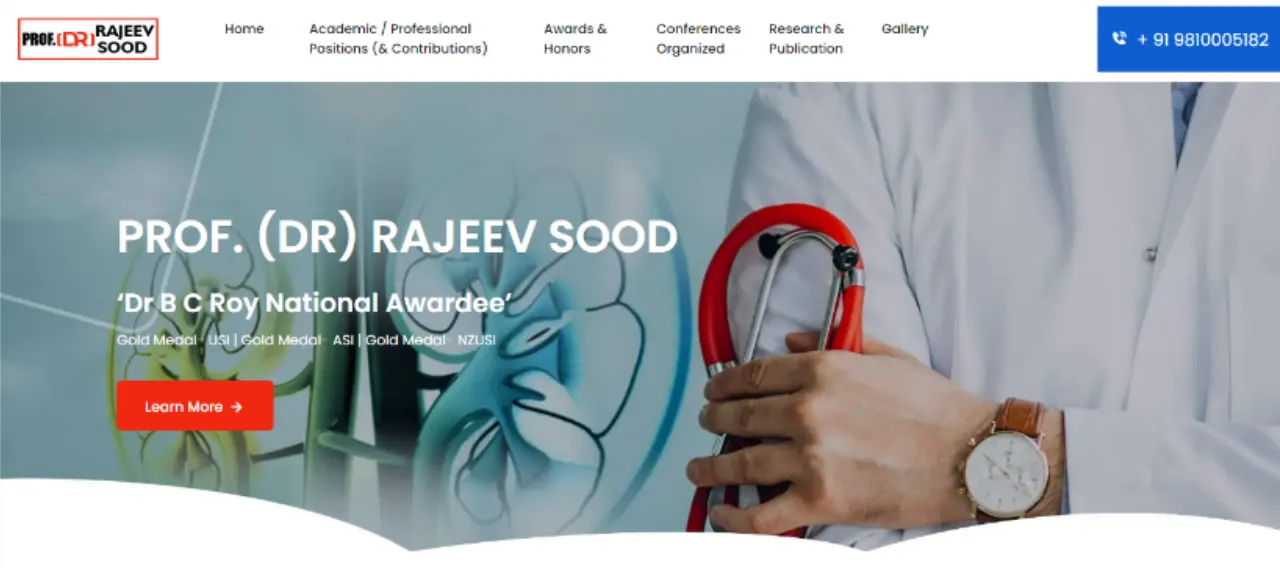 PROF.(DR) RAJEEV SOOD
Home
Academic / Professional
Positions (& Contributions)
Awards &
Honors
Conferences
Organized
Research &
Publication
Gallery
+ 91 9810005182
PROF. (DR) RAJEEV SOOD
‘Dr B C Roy National Awardee’
Gold Medal- USI | Gold Medal- ASI | Gold Medal- NZUSI
Learn More →